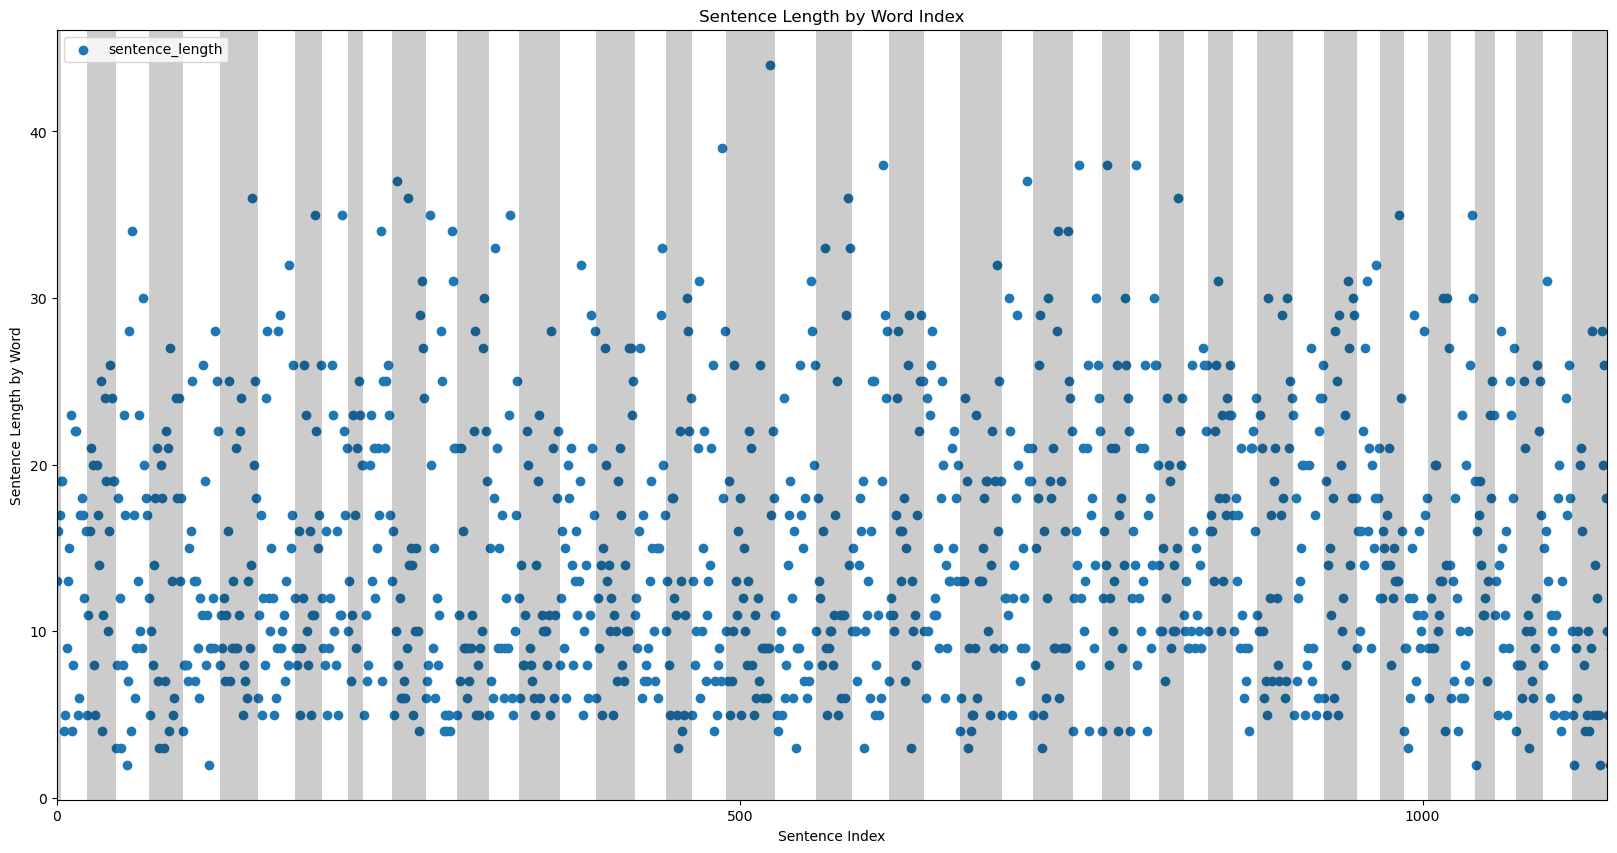 Sentence Length by Word Index
sentence_length
Sentence Length by Word
40
30
20
10
0
0 500 1000
Sentence Index